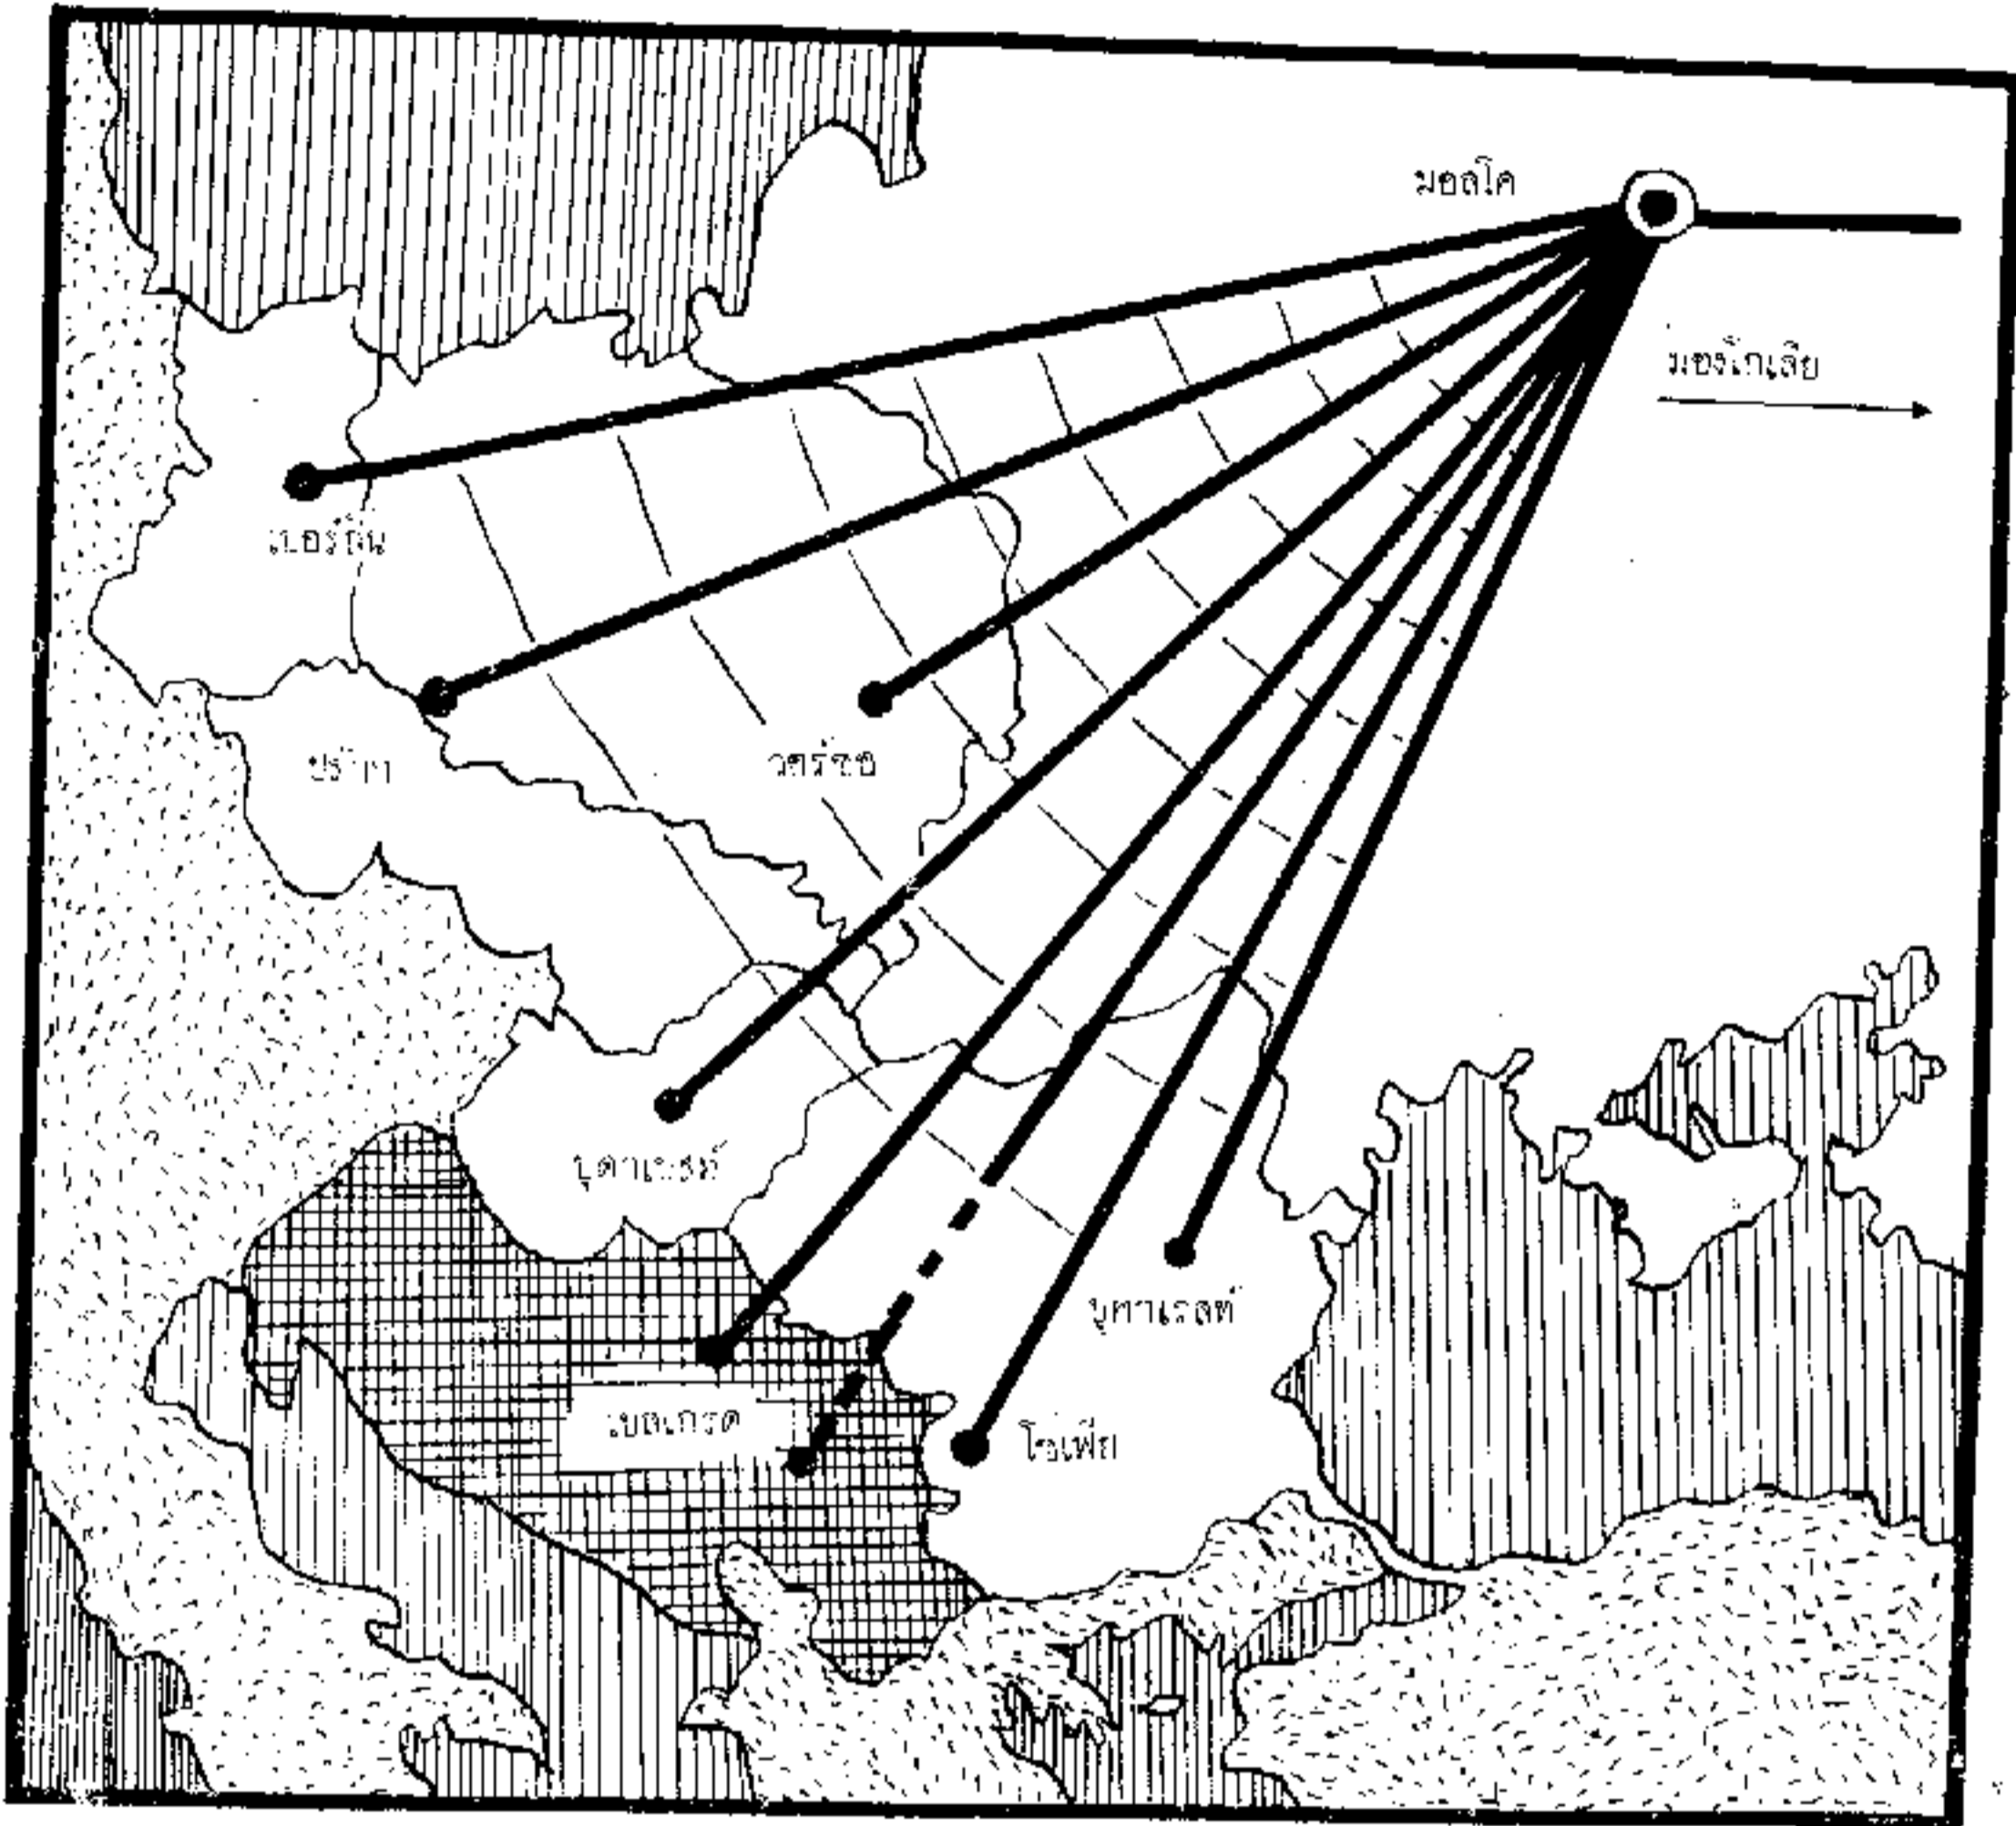 มอสโค
มองโกเลีย
เบอร์ลิน
ปร๊าก
วอร์ซอ
บูดาเปสท์
บูคาเรสท์
เบลเกรด
โซเฟีย